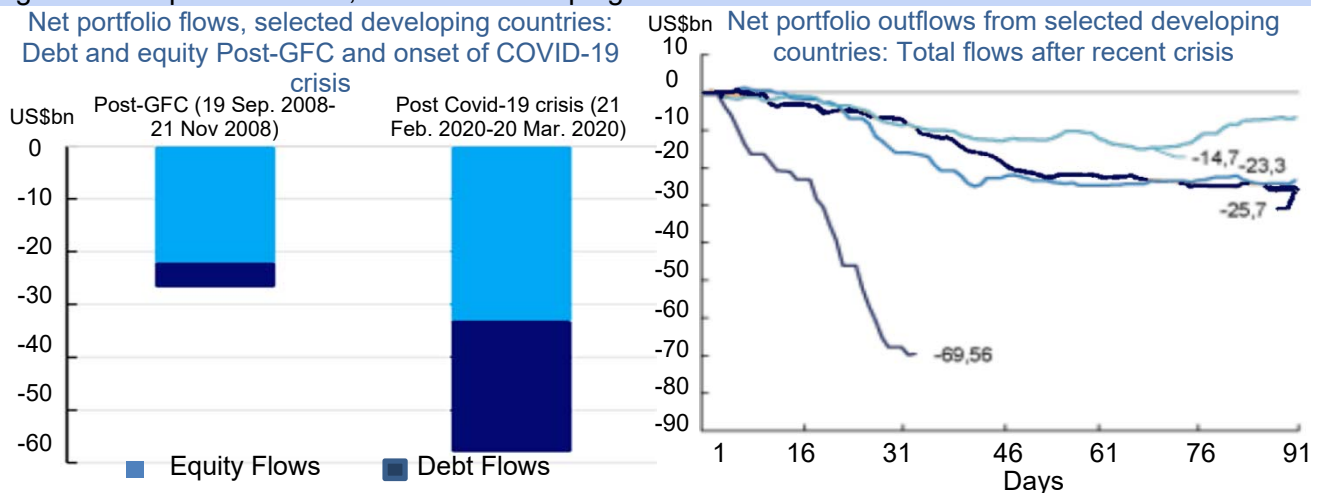 Net portfolio flows, selected developing countries:
Debt and equity Post-GFC and onset of COVID-19
crisis
US$bn
Post-GFC (19 Sep. 2008-
21 Nov 2008)
Post Covid-19 crisis (21
Feb. 2020-20 Mar. 2020)
0
-10
-20
-30
-40
-50
-60
Equity Flows
Debt Flows
US$bn
Net portfolio outflows from selected developing
countries: Total flows after recent crisis
10
0
-10
-20
-30
-40
-50
-60
-70
-80
-90
-14,7
-23,3
-25,7
-69,56
1 16 31 46 61 76 91
Days